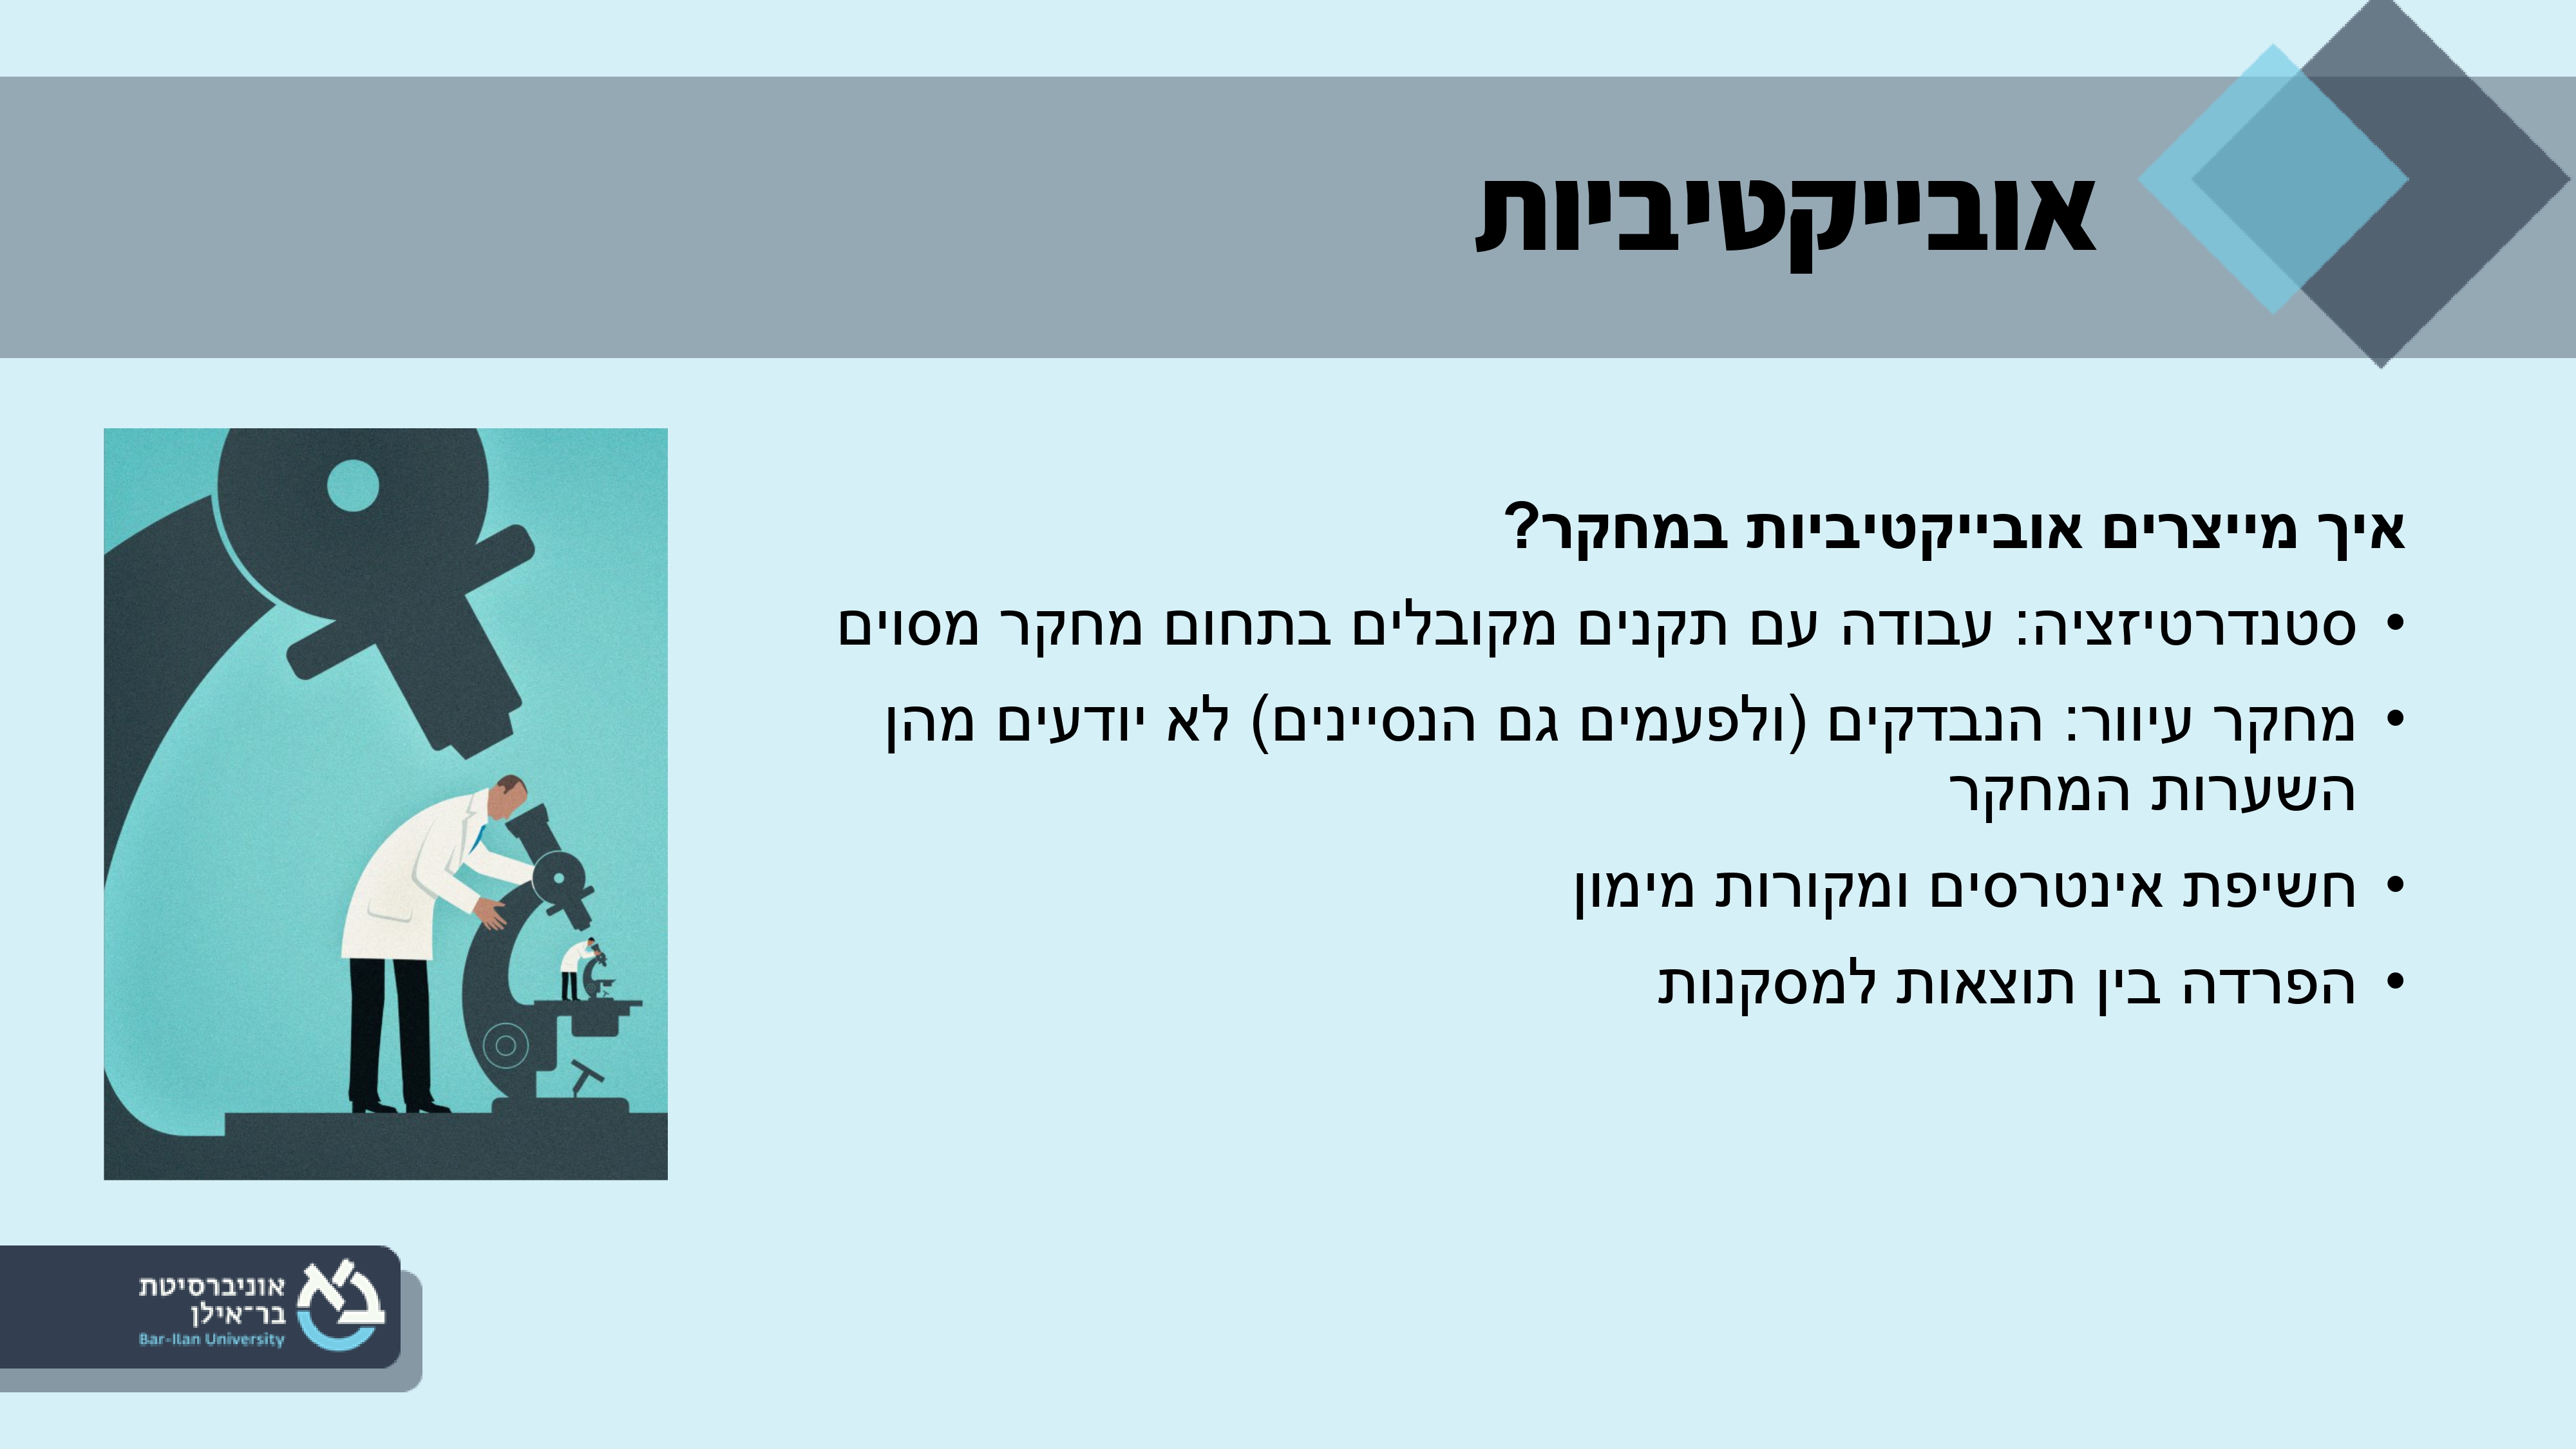 אובייקטיביות
איך מייצרים אובייקטיביות במחקר?
• סטנדרטיזציה: עבודה עם תקנים מקובלים בתחום מחקר מסוים
• מחקר עיוור: הנבדקים (ולפעמים גם הנסיינים) לא יודעים מהן
השערות המחקר
• חשיפת אינטרסים ומקורות מימון
• הפרדה בין תוצאות למסקנות
אוניברסיטת
בר־אילן
Bar-Ilan University